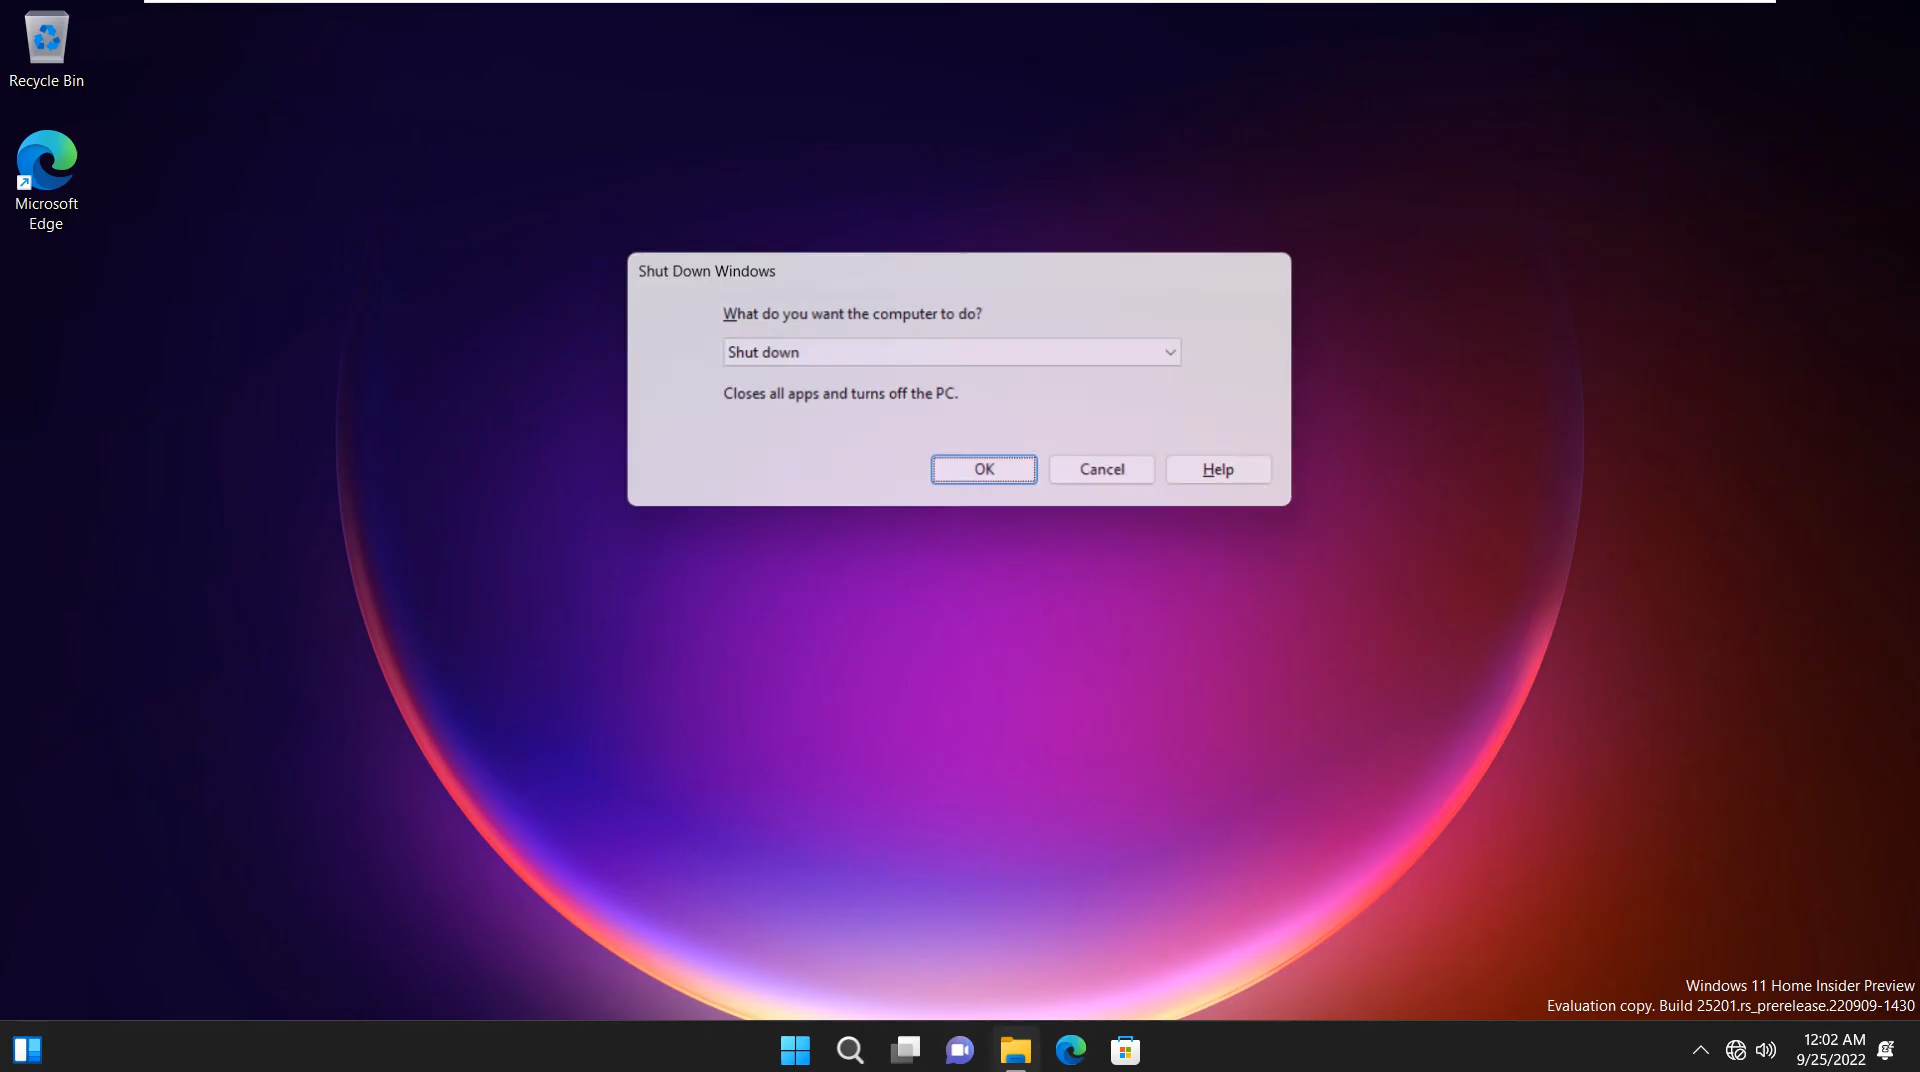 Recycle Bin
Microsoft
Edge
Shut Down Windows
What do you want the computer to do?
Shut down
Closes all apps and turns off the PC.
OK
Cancel
Help
Windows 11 Home Insider Preview
Evaluation copy. Build 25201.rs_prerelease.220909-1430
12:02 AM
9/25/2022